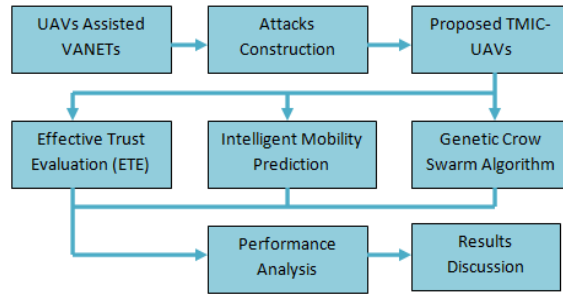 UAVs Assisted
VANETs
Attacks
Construction
Proposed TMIC-
UAVs
Effective Trust
Evaluation (ETE)
Intelligent Mobility
Prediction
Genetic Crow
Swarm Algorithm
Performance
Analysis
Results
Discussion